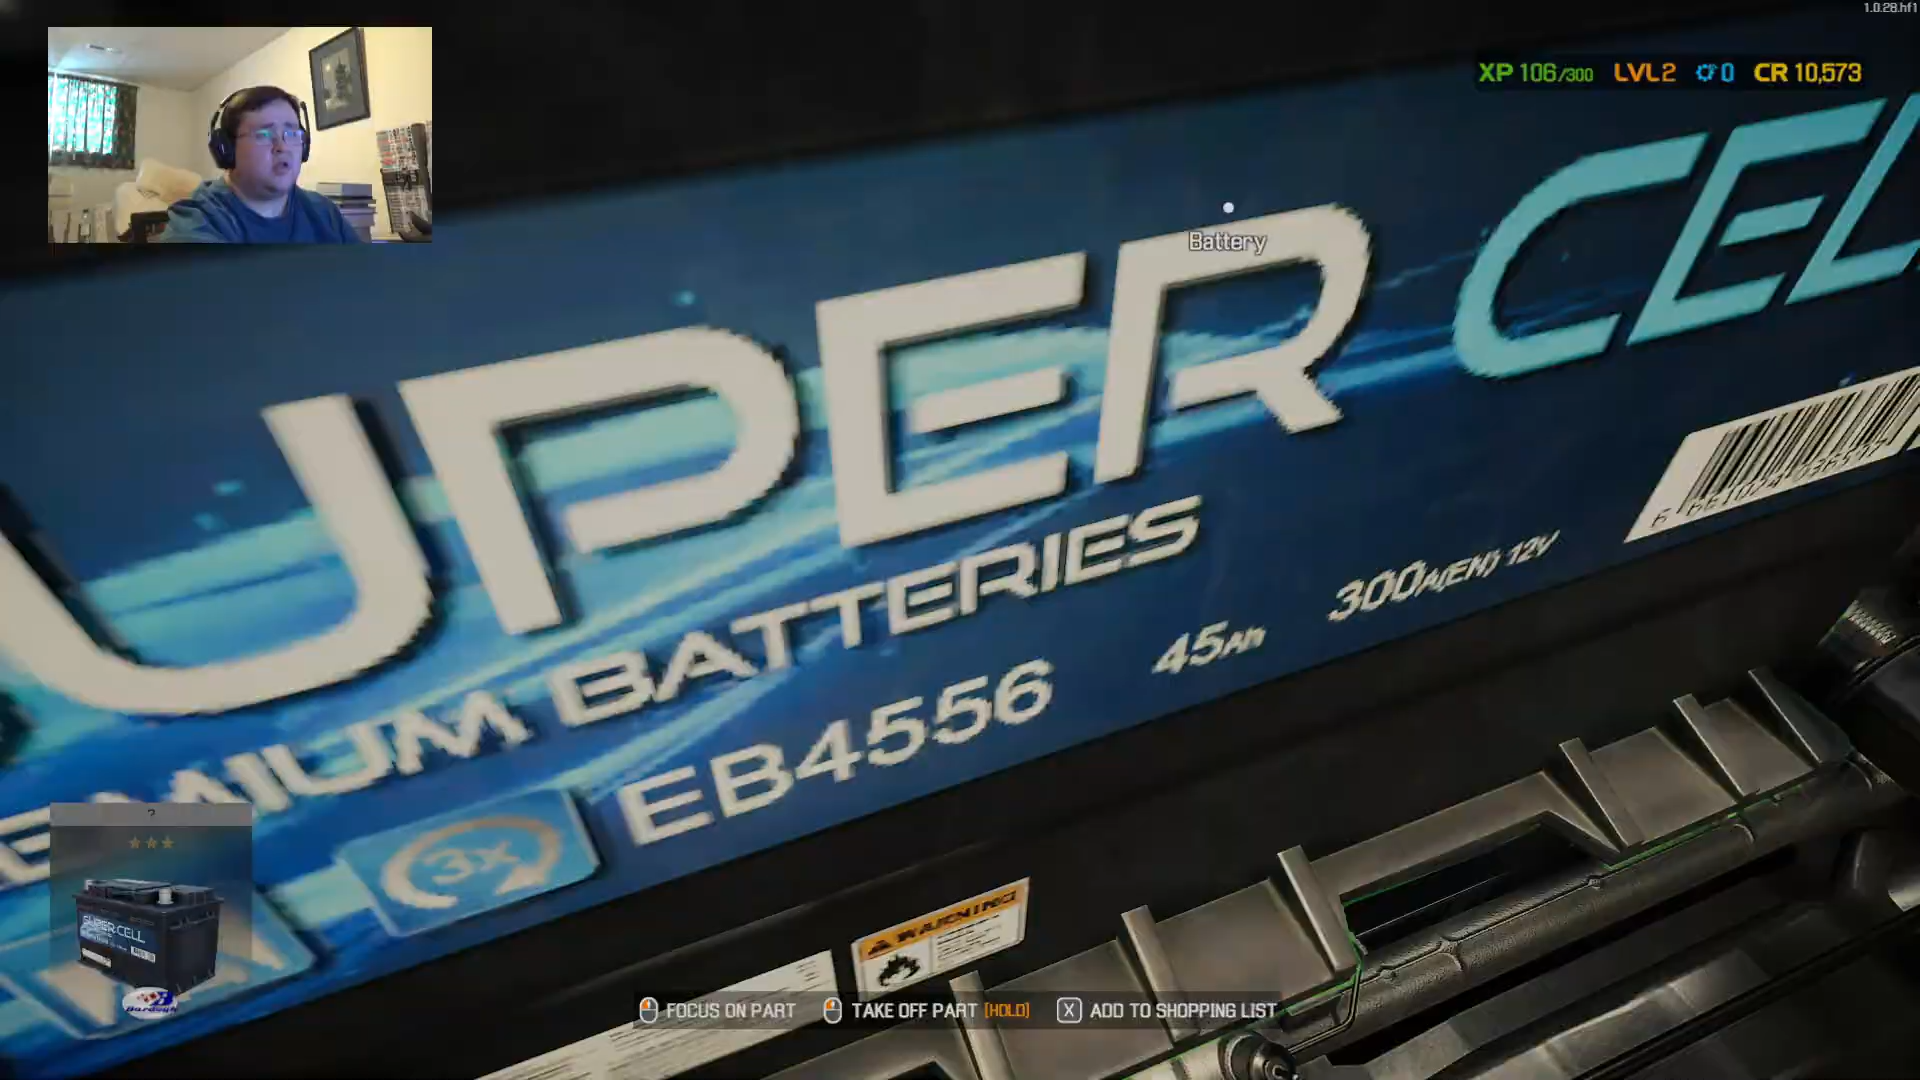 1.0.28.hf1
XP 106/300 LVL2 0 CR 10,573
Battery
UPER CEL
EMIUM BATTERIES
EB4556 45Ah 300A(EN) 12V
3x
WARNING
?
SUPER CELL
FOCUS ON PART TAKE OFF PART [HOLD] X ADD TO SHOPPING LIST